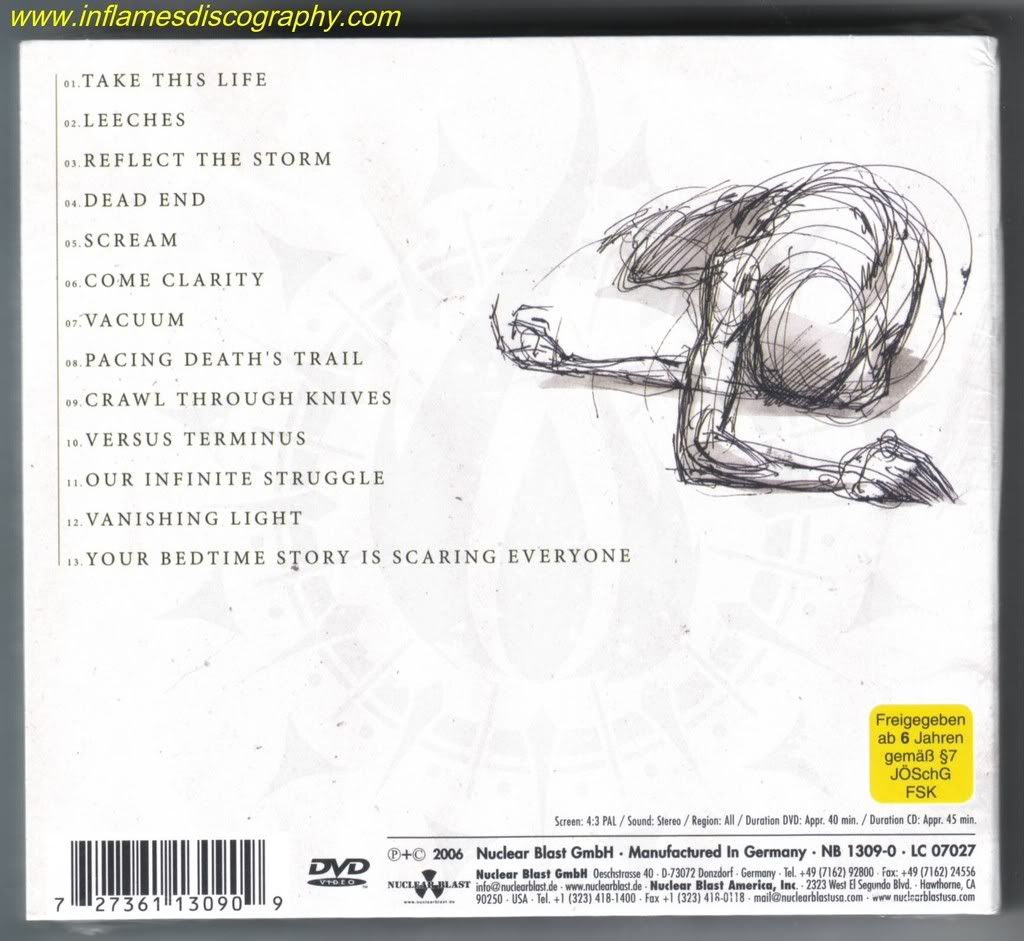 www.inflamesdiscography.com
01. TAKE THIS LIFE
02. LEECHES
03. REFLECT THE STORM
04. DEAD END
05. SCREAM
06. COME CLARITY
07. VACUUM
08. PACING DEATH'S TRAIL
09. CRAWL THROUGH KNIVES
10. VERSUS TERMINUS
11. OUR INFINITE STRUGGLE
12. VANISHING LIGHT
13. YOUR BEDTIME STORY IS SCARING EVERYONE
Freigegeben
ab 6 Jahren
gemäß §7
JÖSchG
FSK
Screen: 4:3 PAL / Sound: Stereo / Region: All / Duration DVD: Appr. 40 min. / Duration CD: Appr. 45 min.
7 27361 13090 9
DVD
VIDEO
NUCLEAR BLAST
www.nuclearblast.de
℗+© 2006 Nuclear Blast GmbH · Manufactured In Germany · NB 1309-0 · LC 07027
Nuclear Blast GmbH Oeschstrasse 40 · D-73072 Donzdorf · Germany · Tel. +49 (7162) 92800 · Fax: +49 (7162) 24556
info@nuclearblast.de · www.nuclearblast.de · Nuclear Blast America, Inc. · 2323 West El Segundo Blvd. · Hawthorne, CA
90250 · USA · Tel. +1 (323) 418-1400 · Fax +1 (323) 418-0118 · mail@nuclearblastusa.com · www.nuclearblastusa.com